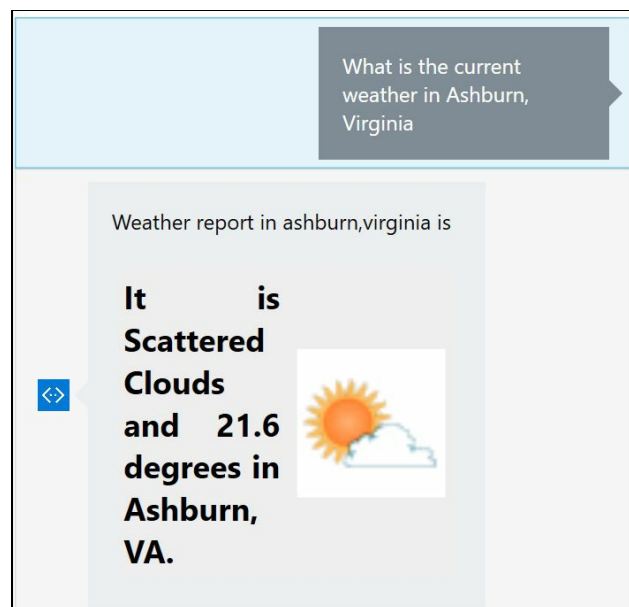 What is the current
weather in Ashburn,
Virginia
Weather report in ashburn,virginia is
It is
Scattered
Clouds
and 21.6
degrees in
Ashburn,
VA.